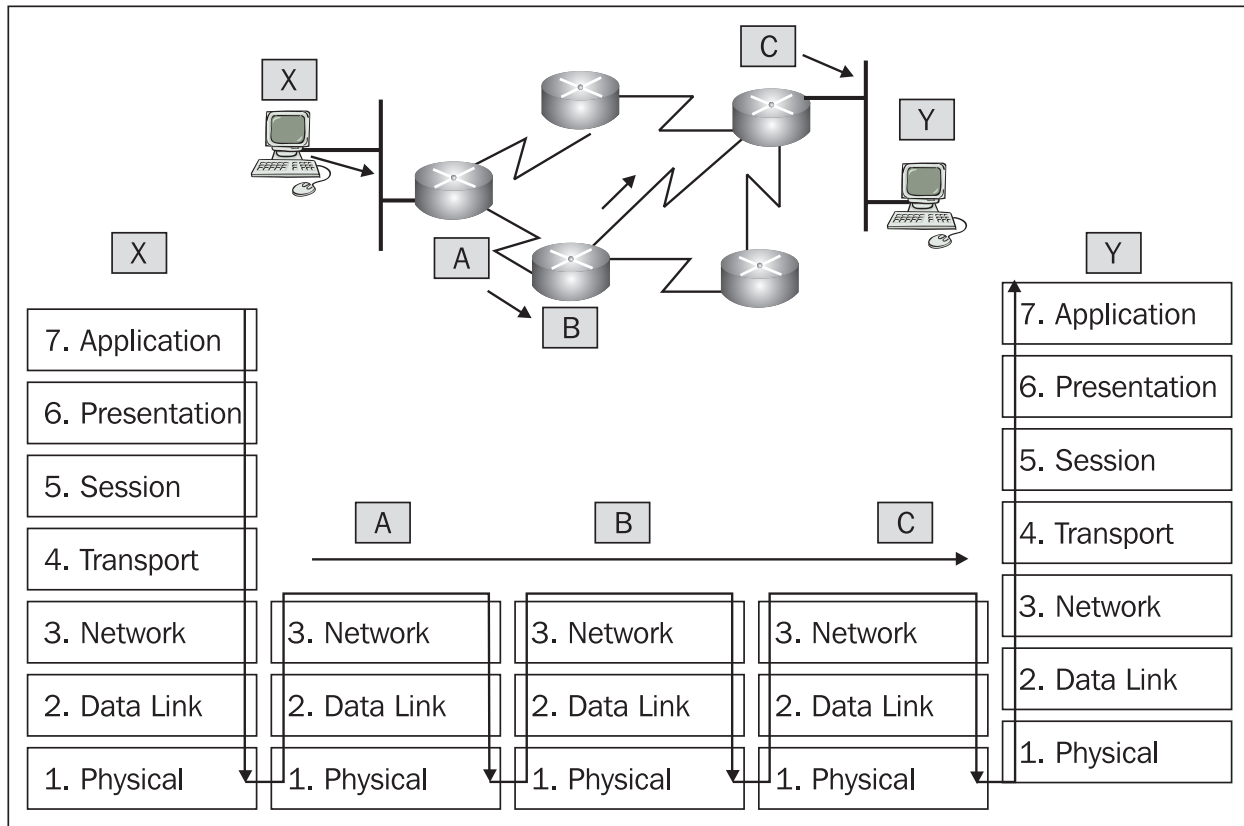 C
X
Y
A
B
X
Y
7. Application
6. Presentation
5. Session
4. Transport
3. Network
2. Data Link
1. Physical
A
3. Network
2. Data Link
1. Physical
B
3. Network
2. Data Link
1. Physical
C
3. Network
2. Data Link
1. Physical
7. Application
6. Presentation
5. Session
4. Transport
3. Network
2. Data Link
1. Physical